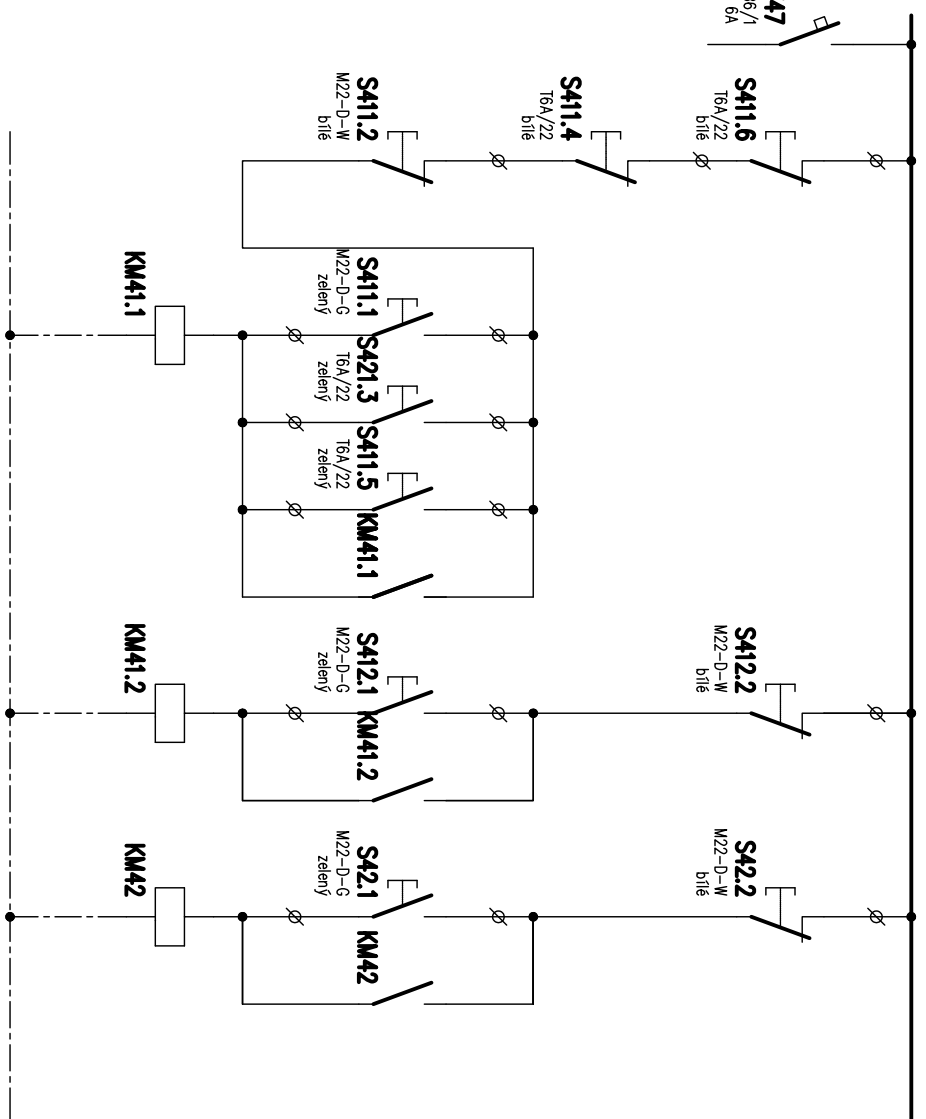 47
6A
S411.6
T6A/22
bílé
S411.4
T6A/22
bílé
S411.2
M22-D-W
bílé
S411.1
M22-D-G
zelený
S421.3
T6A/22
zelený
S411.5
T6A/22
zelený
KM41.1
KM41.1
S412.2
M22-D-W
bílé
S412.1
M22-D-G
zelený
KM41.2
KM41.2
S42.2
M22-D-W
bílé
S42.1
M22-D-G
zelený
KM42
KM42